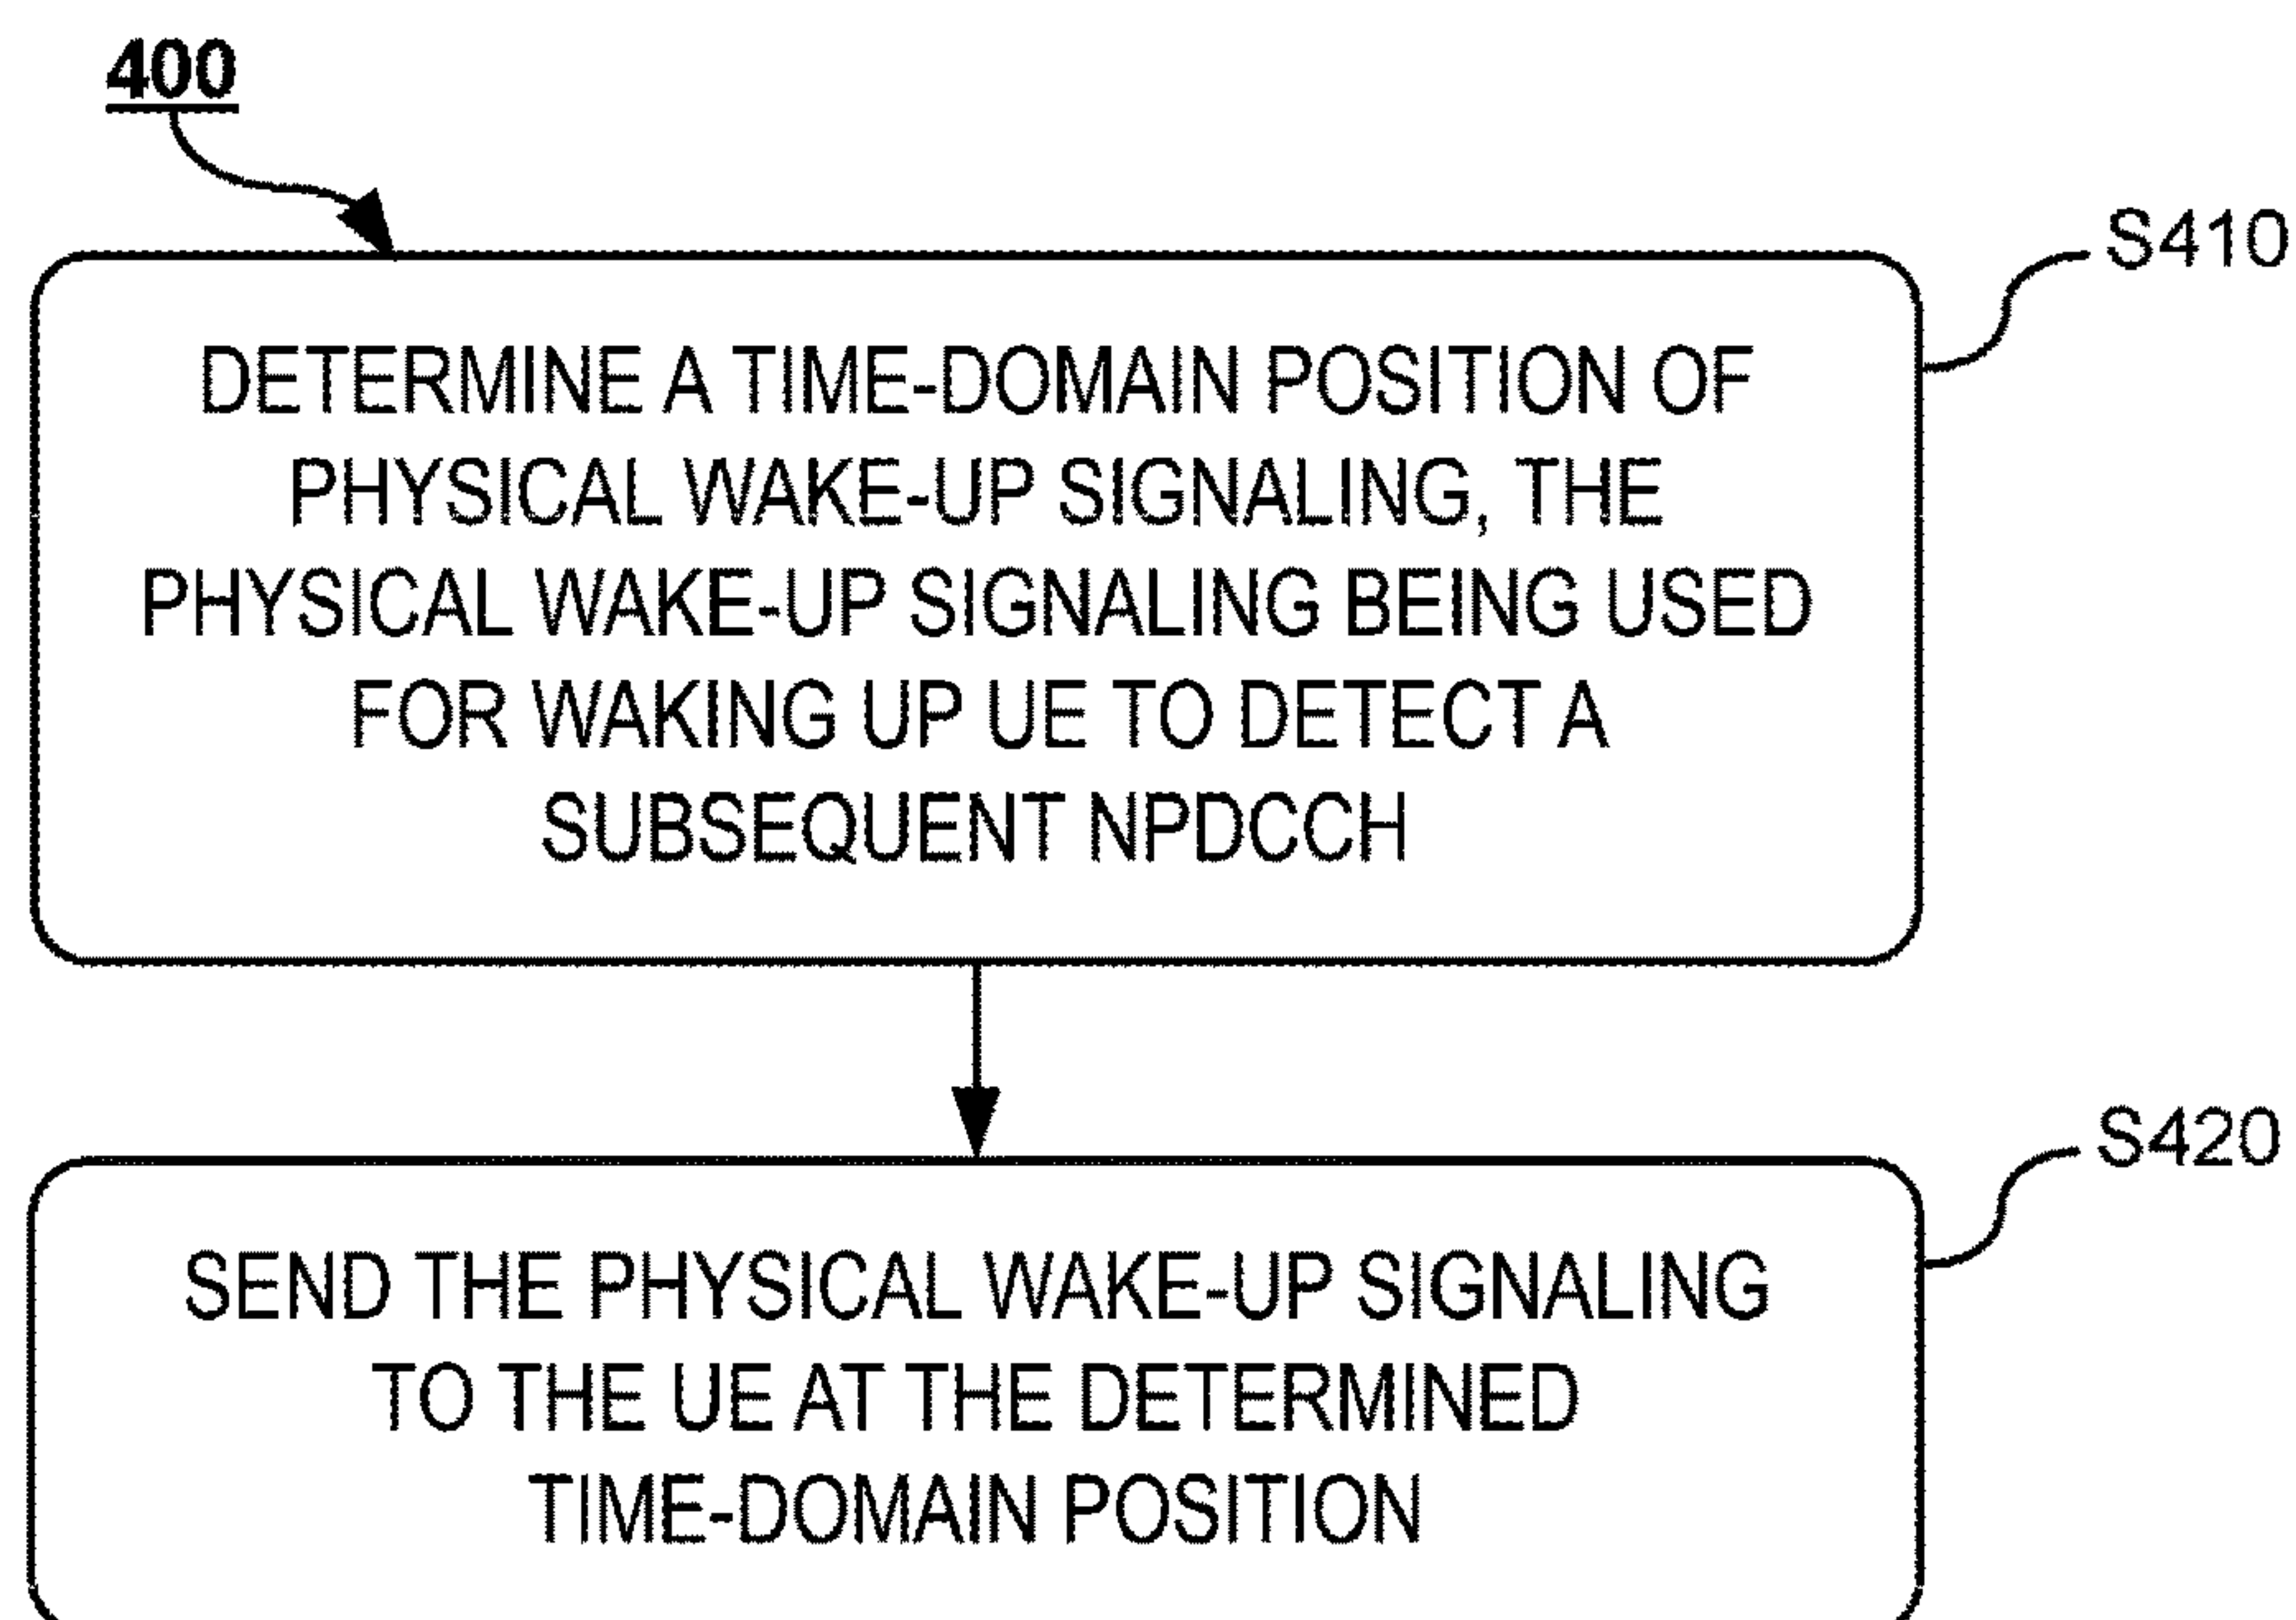 400
S410
DETERMINE A TIME-DOMAIN POSITION OF
PHYSICAL WAKE-UP SIGNALING, THE
PHYSICAL WAKE-UP SIGNALING BEING USED
FOR WAKING UP UE TO DETECT A
SUBSEQUENT NPDCCH
S420
SEND THE PHYSICAL WAKE-UP SIGNALING
TO THE UE AT THE DETERMINED
TIME-DOMAIN POSITION